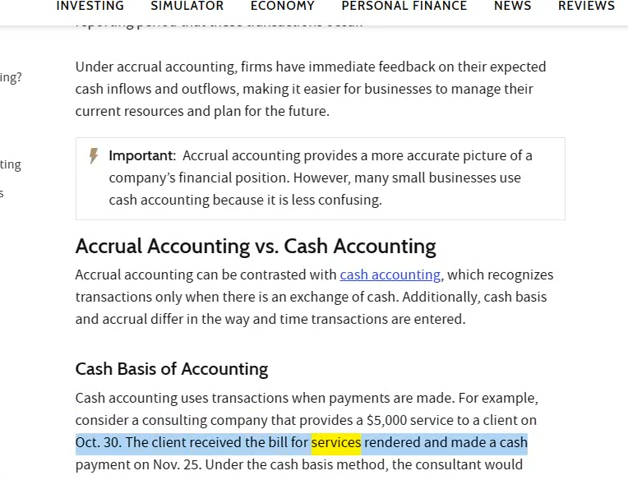 INVESTING SIMULATOR ECONOMY PERSONAL FINANCE NEWS REVIEWS
reporting period that these transactions occur.
Under accrual accounting, firms have immediate feedback on their expected
ing?
cash inflows and outflows, making it easier for businesses to manage their
current resources and plan for the future.
Important: Accrual accounting provides a more accurate picture of a
ting
company's financial position. However, many small businesses use
s
cash accounting because it is less confusing.
Accrual Accounting vs. Cash Accounting
Accrual accounting can be contrasted with cash accounting, which recognizes
transactions only when there is an exchange of cash. Additionally, cash basis
and accrual differ in the way and time transactions are entered.
Cash Basis of Accounting
Cash accounting uses transactions when payments are made. For example,
consider a consulting company that provides a $5,000 service to a client on
Oct. 30. The client received the bill for services rendered and made a cash
payment on Nov. 25. Under the cash basis method, the consultant would